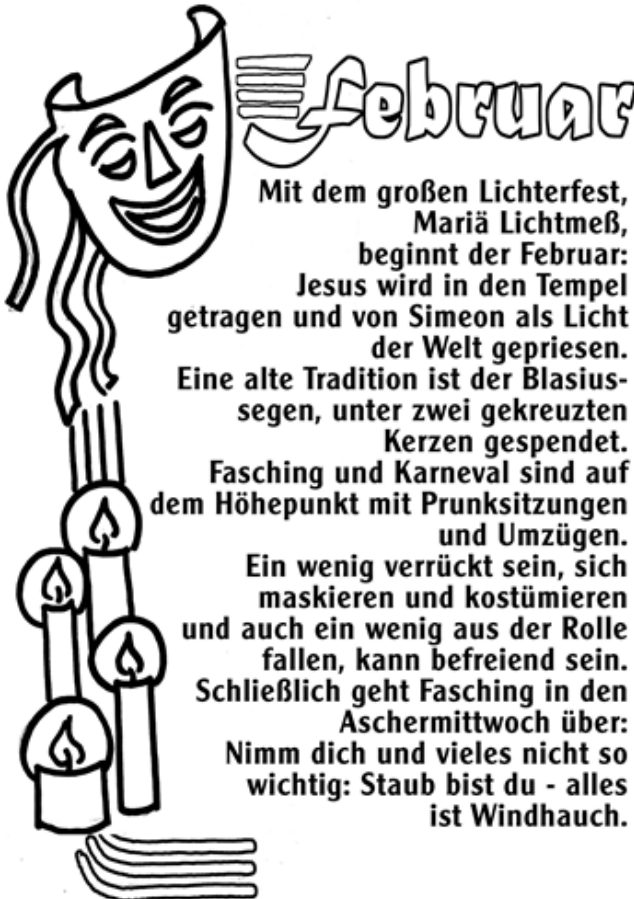 Februar
Mit dem großen Lichterfest,
Mariä Lichtmeß,
beginnt der Februar:
Jesus wird in den Tempel
getragen und von Simeon als Licht
der Welt gepriesen.
Eine alte Tradition ist der Blasius-
segen, unter zwei gekreuzten
Kerzen gespendet.
Fasching und Karneval sind auf
dem Höhepunkt mit Prunksitzungen
und Umzügen.
Ein wenig verrückt sein, sich
maskieren und kostümieren
und auch ein wenig aus der Rolle
fallen, kann befreiend sein.
Schließlich geht Fasching in den
Aschermittwoch über:
Nimm dich und vieles nicht so
wichtig: Staub bist du - alles
ist Windhauch.